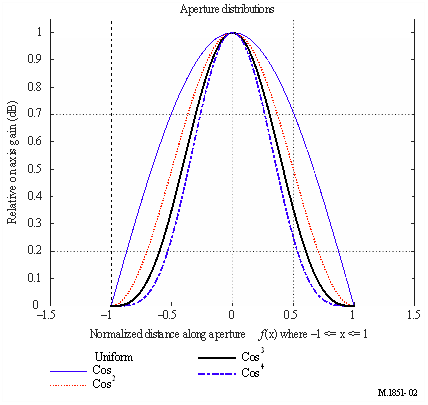 Aperture distributions
Relative on axis gain (dB)
1
0.9
0.8
0.7
0.6
0.5
0.4
0.3
0.2
0.1
0
–1.5 –1 –0.5 0 0.5 1 1.5
Normalized distance along aperture f(x) where –1 <= x <= 1
Uniform
Cos
Cos²
Cos³
Cos⁴
M.1851-02